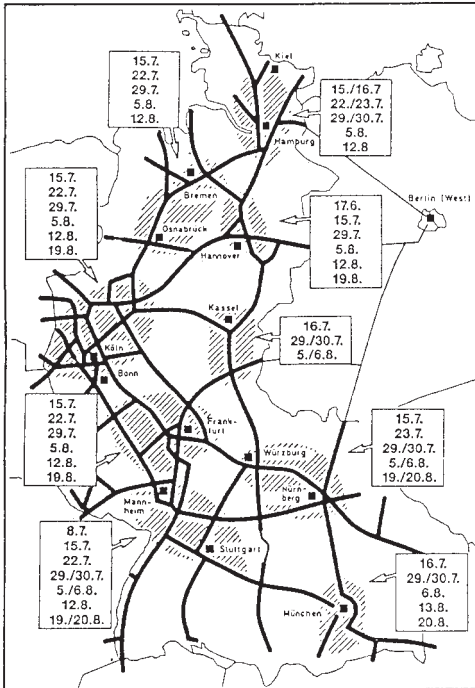 Kiel
15.7.
22.7.
29.7.
5.8.
12.8.
15./16.7
22./23.7.
29./30.7.
5.8.
12.8
Hamburg
Bremen
Berlin (West)
15.7.
22.7.
29.7.
5.8.
12.8.
19.8.
Osnabrück
Hannover
17.6.
15.7.
29.7.
5.8.
12.8.
19.8.
Kassel
16.7.
29./30.7.
5./6.8.
Köln
Bonn
15.7.
22.7.
29.7.
5.8.
12.8.
19.8.
Frank-
furt
Würzburg
15.7.
23.7.
29./30.7.
5./6.8.
19./20.8.
Mann-
heim
Nürn-
berg
8.7.
15.7.
22.7.
29./30.7.
5./6.8.
12.8.
19./20.8.
Stuttgart
München
16.7.
29./30.7.
6.8.
13.8.
20.8.